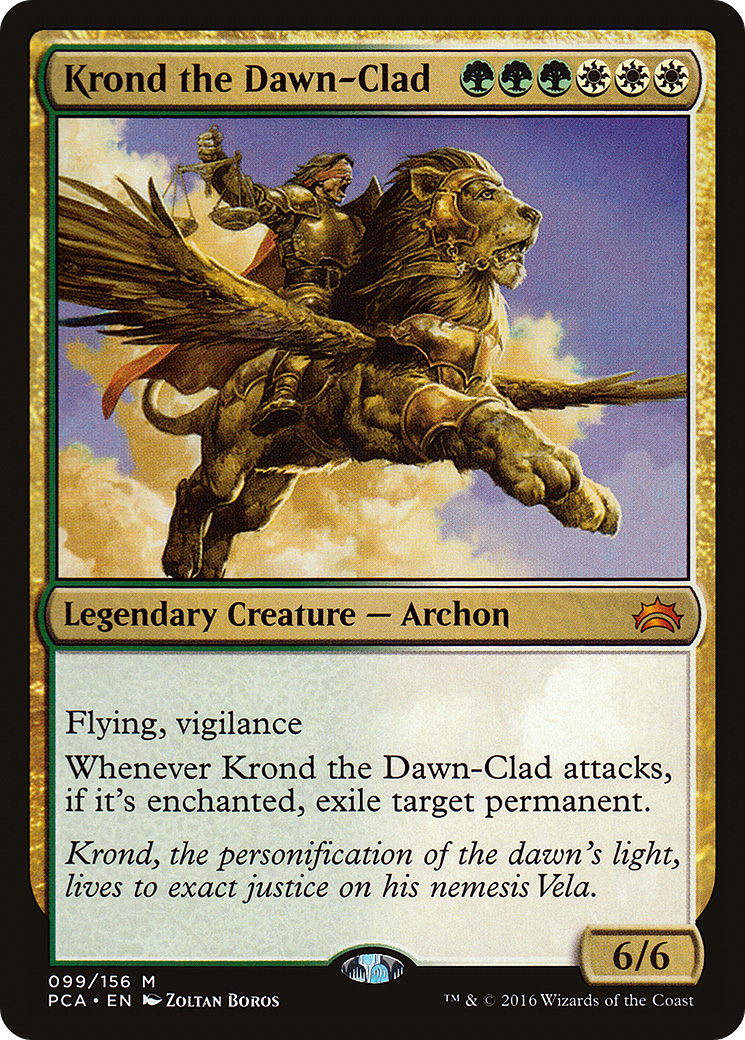 Krond the Dawn-Clad
Legendary Creature — Archon
Flying, vigilance
Whenever Krond the Dawn-Clad attacks,
if it's enchanted, exile target permanent.
Krond, the personification of the dawn's light,
lives to exact justice on his nemesis Vela.
6/6
099/156 M
PCA • EN Zoltan Boros
™ & © 2016 Wizards of the Coast